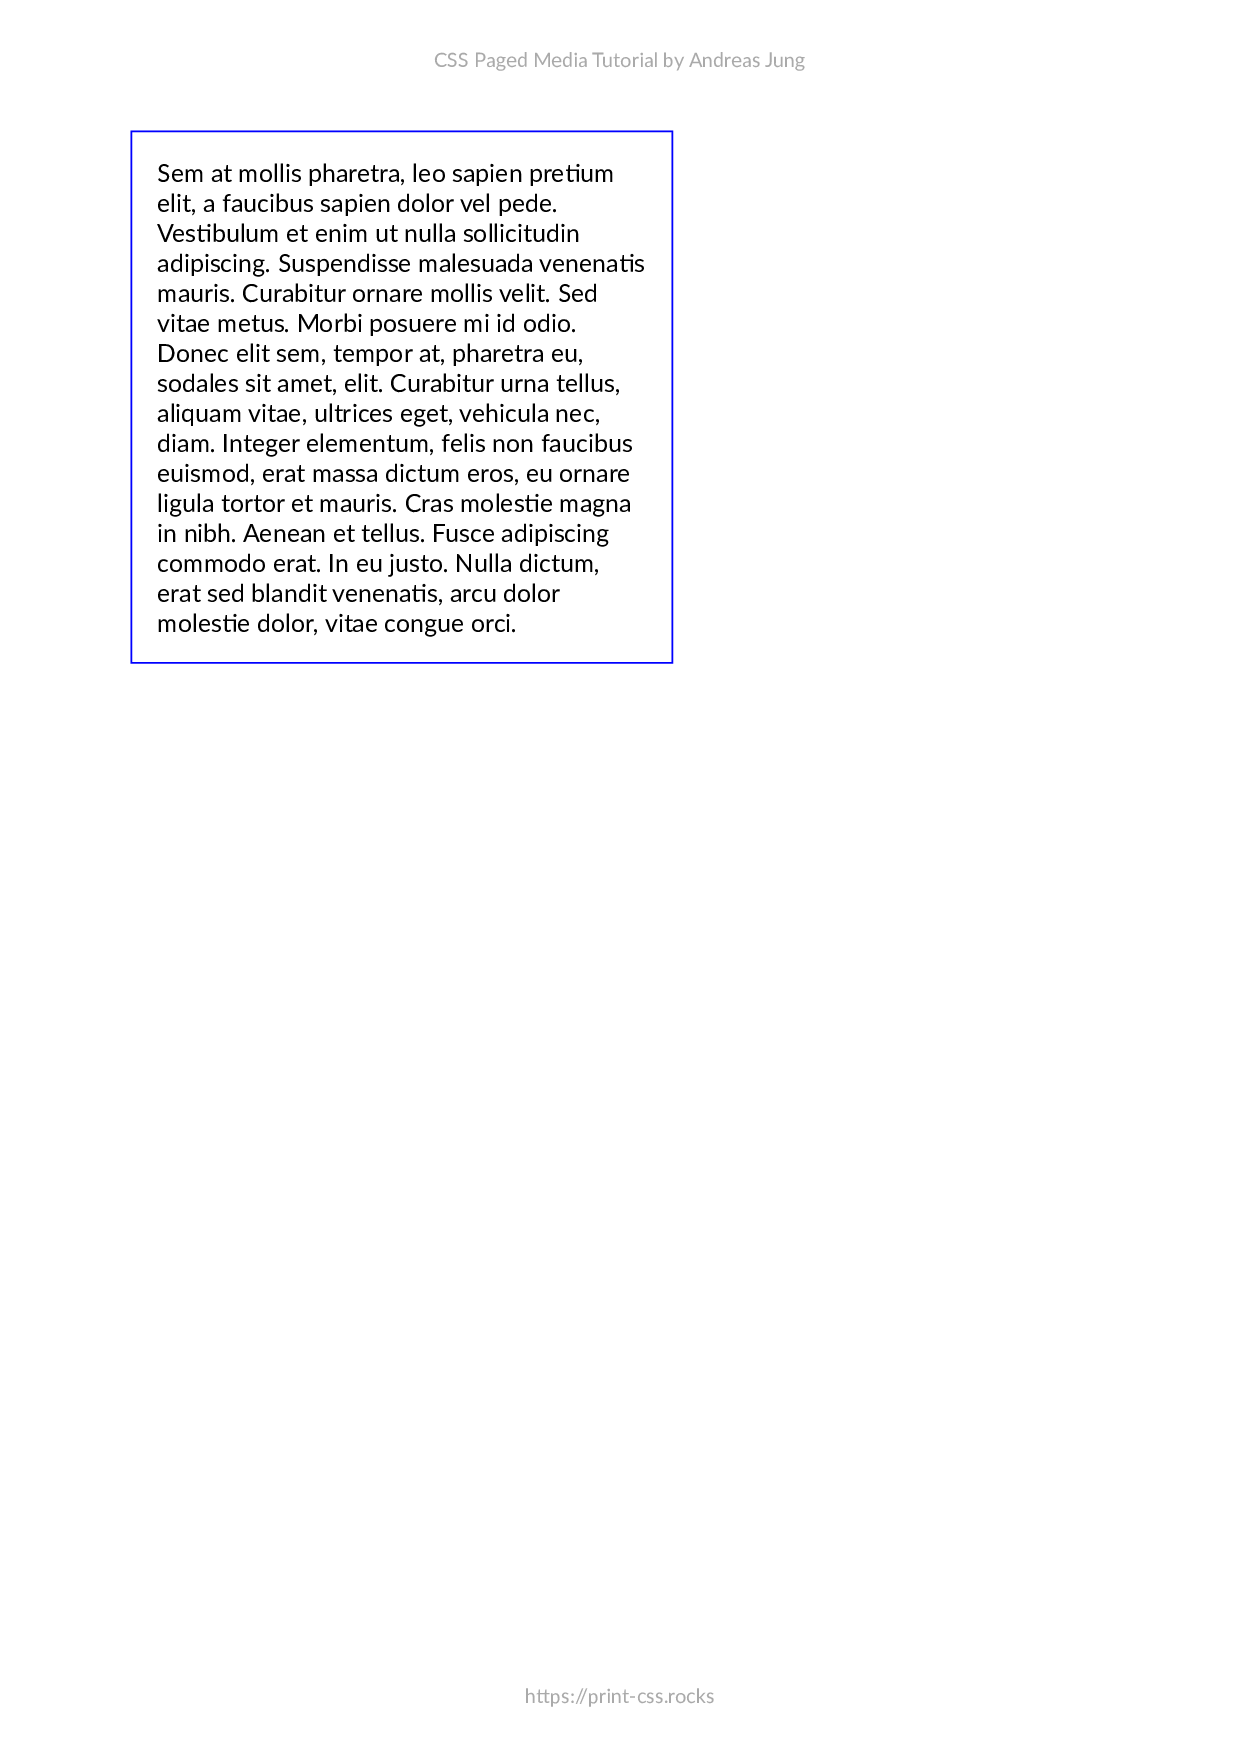 CSS Paged Media Tutorial by Andreas Jung
Sem at mollis pharetra, leo sapien pretium
elit, a faucibus sapien dolor vel pede.
Vestibulum et enim ut nulla sollicitudin
adipiscing. Suspendisse malesuada venenatis
mauris. Curabitur ornare mollis velit. Sed
vitae metus. Morbi posuere mi id odio.
Donec elit sem, tempor at, pharetra eu,
sodales sit amet, elit. Curabitur urna tellus,
aliquam vitae, ultrices eget, vehicula nec,
diam. Integer elementum, felis non faucibus
euismod, erat massa dictum eros, eu ornare
ligula tortor et mauris. Cras molestie magna
in nibh. Aenean et tellus. Fusce adipiscing
commodo erat. In eu justo. Nulla dictum,
erat sed blandit venenatis, arcu dolor
molestie dolor, vitae congue orci.
https://print-css.rocks